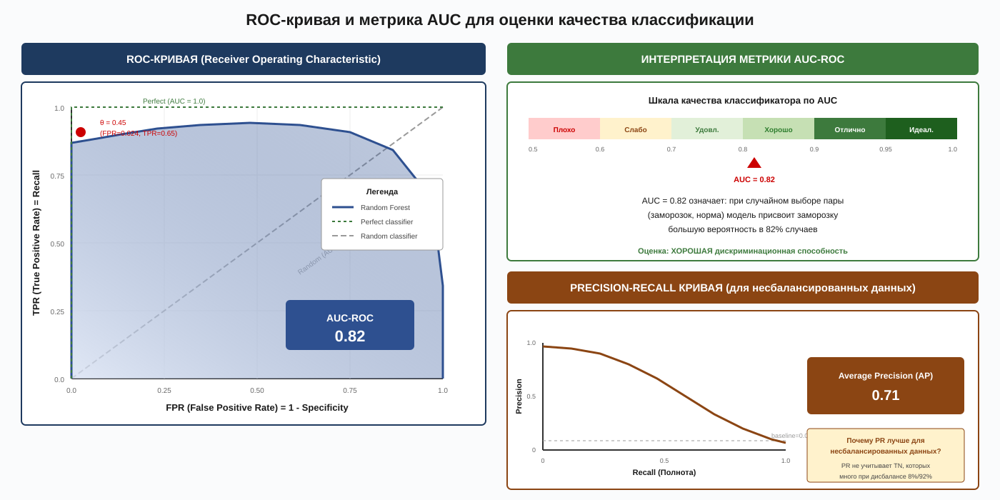 ROC-кривая и метрика AUC для оценки качества классификации
ROC-КРИВАЯ (Receiver Operating Characteristic)
Perfect (AUC = 1.0)
θ = 0.45
(FPR=0.024, TPR=0.65)
1.0
0.75
0.50
0.25
0.0
TPR (True Positive Rate) = Recall
Легенда
Random Forest
Perfect classifier
Random classifier
Random (AU
AUC-ROC
0.82
0.0
0.25
0.50
0.75
1.0
FPR (False Positive Rate) = 1 - Specificity
ИНТЕРПРЕТАЦИЯ МЕТРИКИ AUC-ROC
Шкала качества классификатора по AUC
Плохо
Слабо
Удовл.
Хорошо
Отлично
Идеал.
0.5
0.6
0.7
0.8
0.9
0.95
1.0
AUC = 0.82
AUC = 0.82 означает: при случайном выборе пары
(заморозок, норма) модель присвоит заморозку
большую вероятность в 82% случаев
Оценка: ХОРОШАЯ дискриминационная способность
PRECISION-RECALL КРИВАЯ (для несбалансированных данных)
1.0
0.5
0
Precision
baseline=0.0
0
0.5
1.0
Recall (Полнота)
Average Precision (AP)
0.71
Почему PR лучше для
несбалансированных данных?
PR не учитывает TN, которых
много при дисбалансе 8%/92%